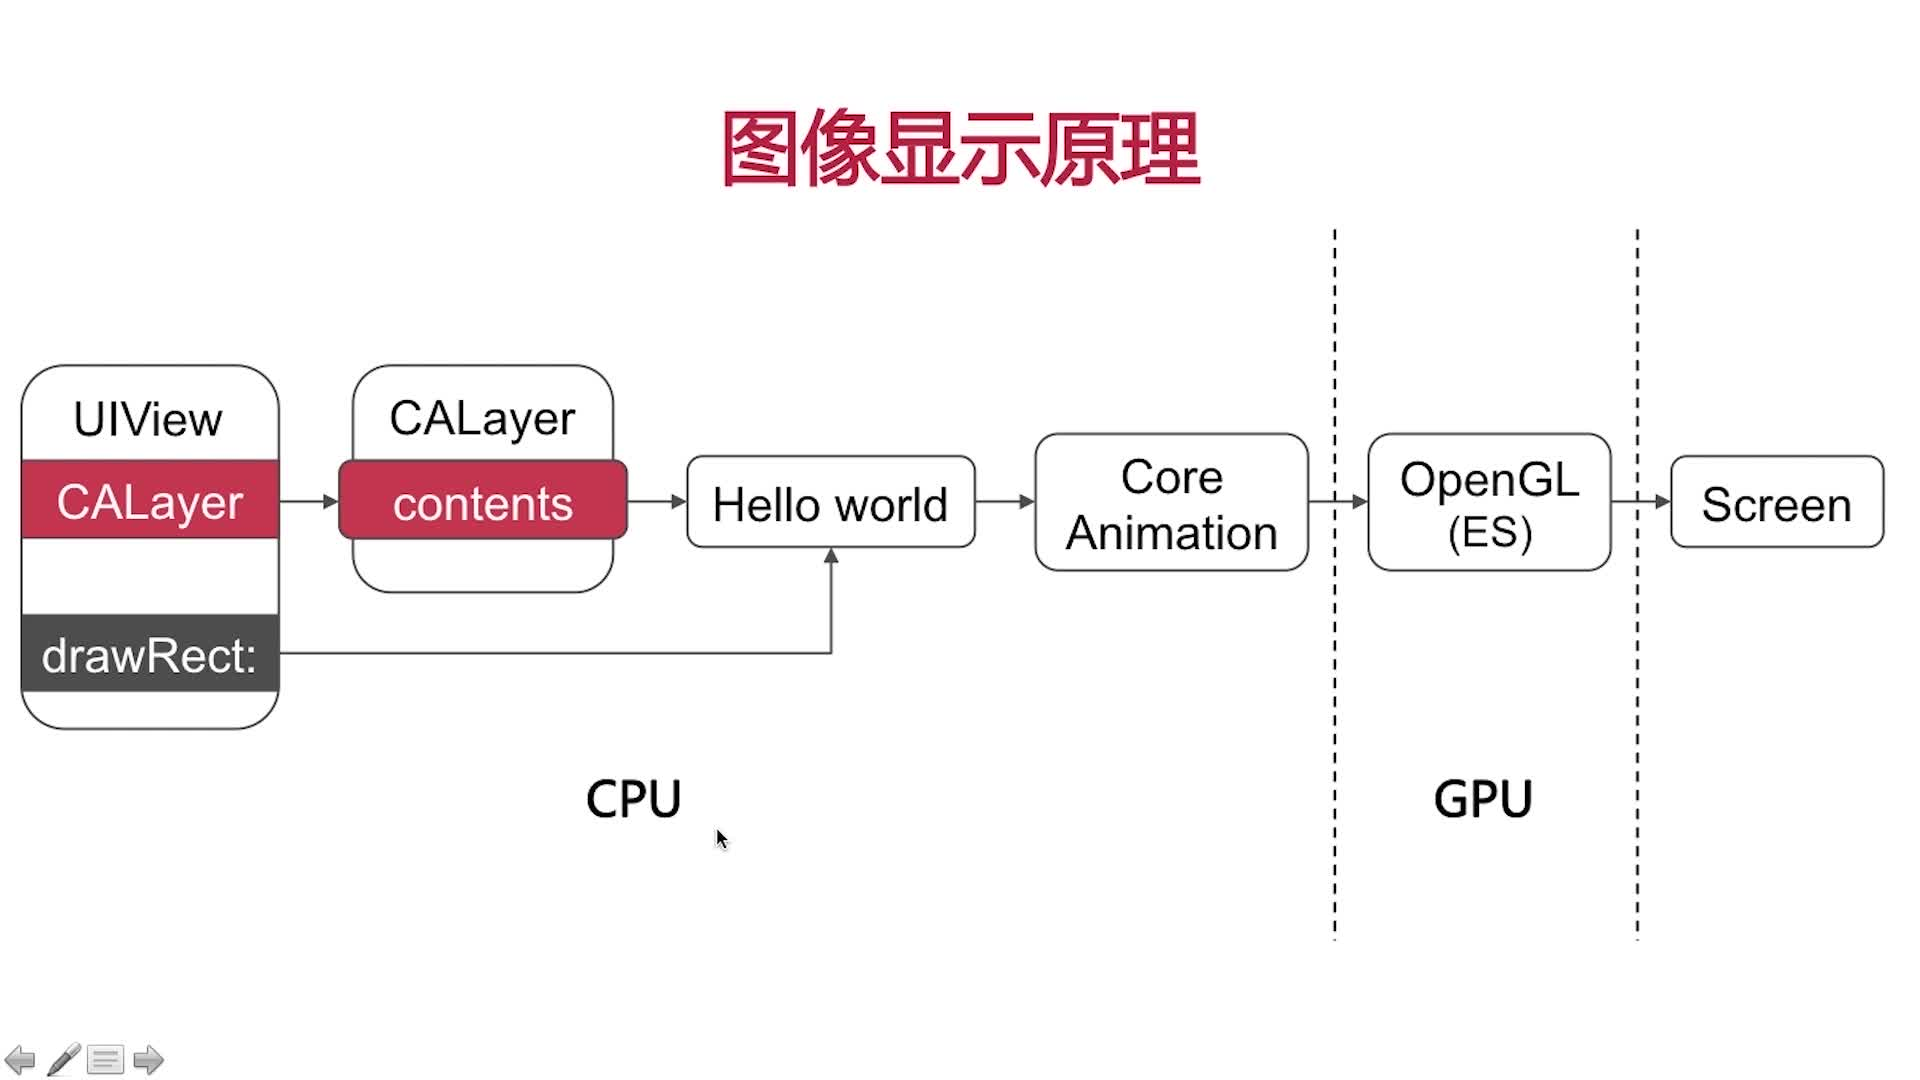 图像显示原理
UIView
CALayer
drawRect:
CALayer
contents
Hello world
Core
Animation
OpenGL
(ES)
Screen
CPU
GPU